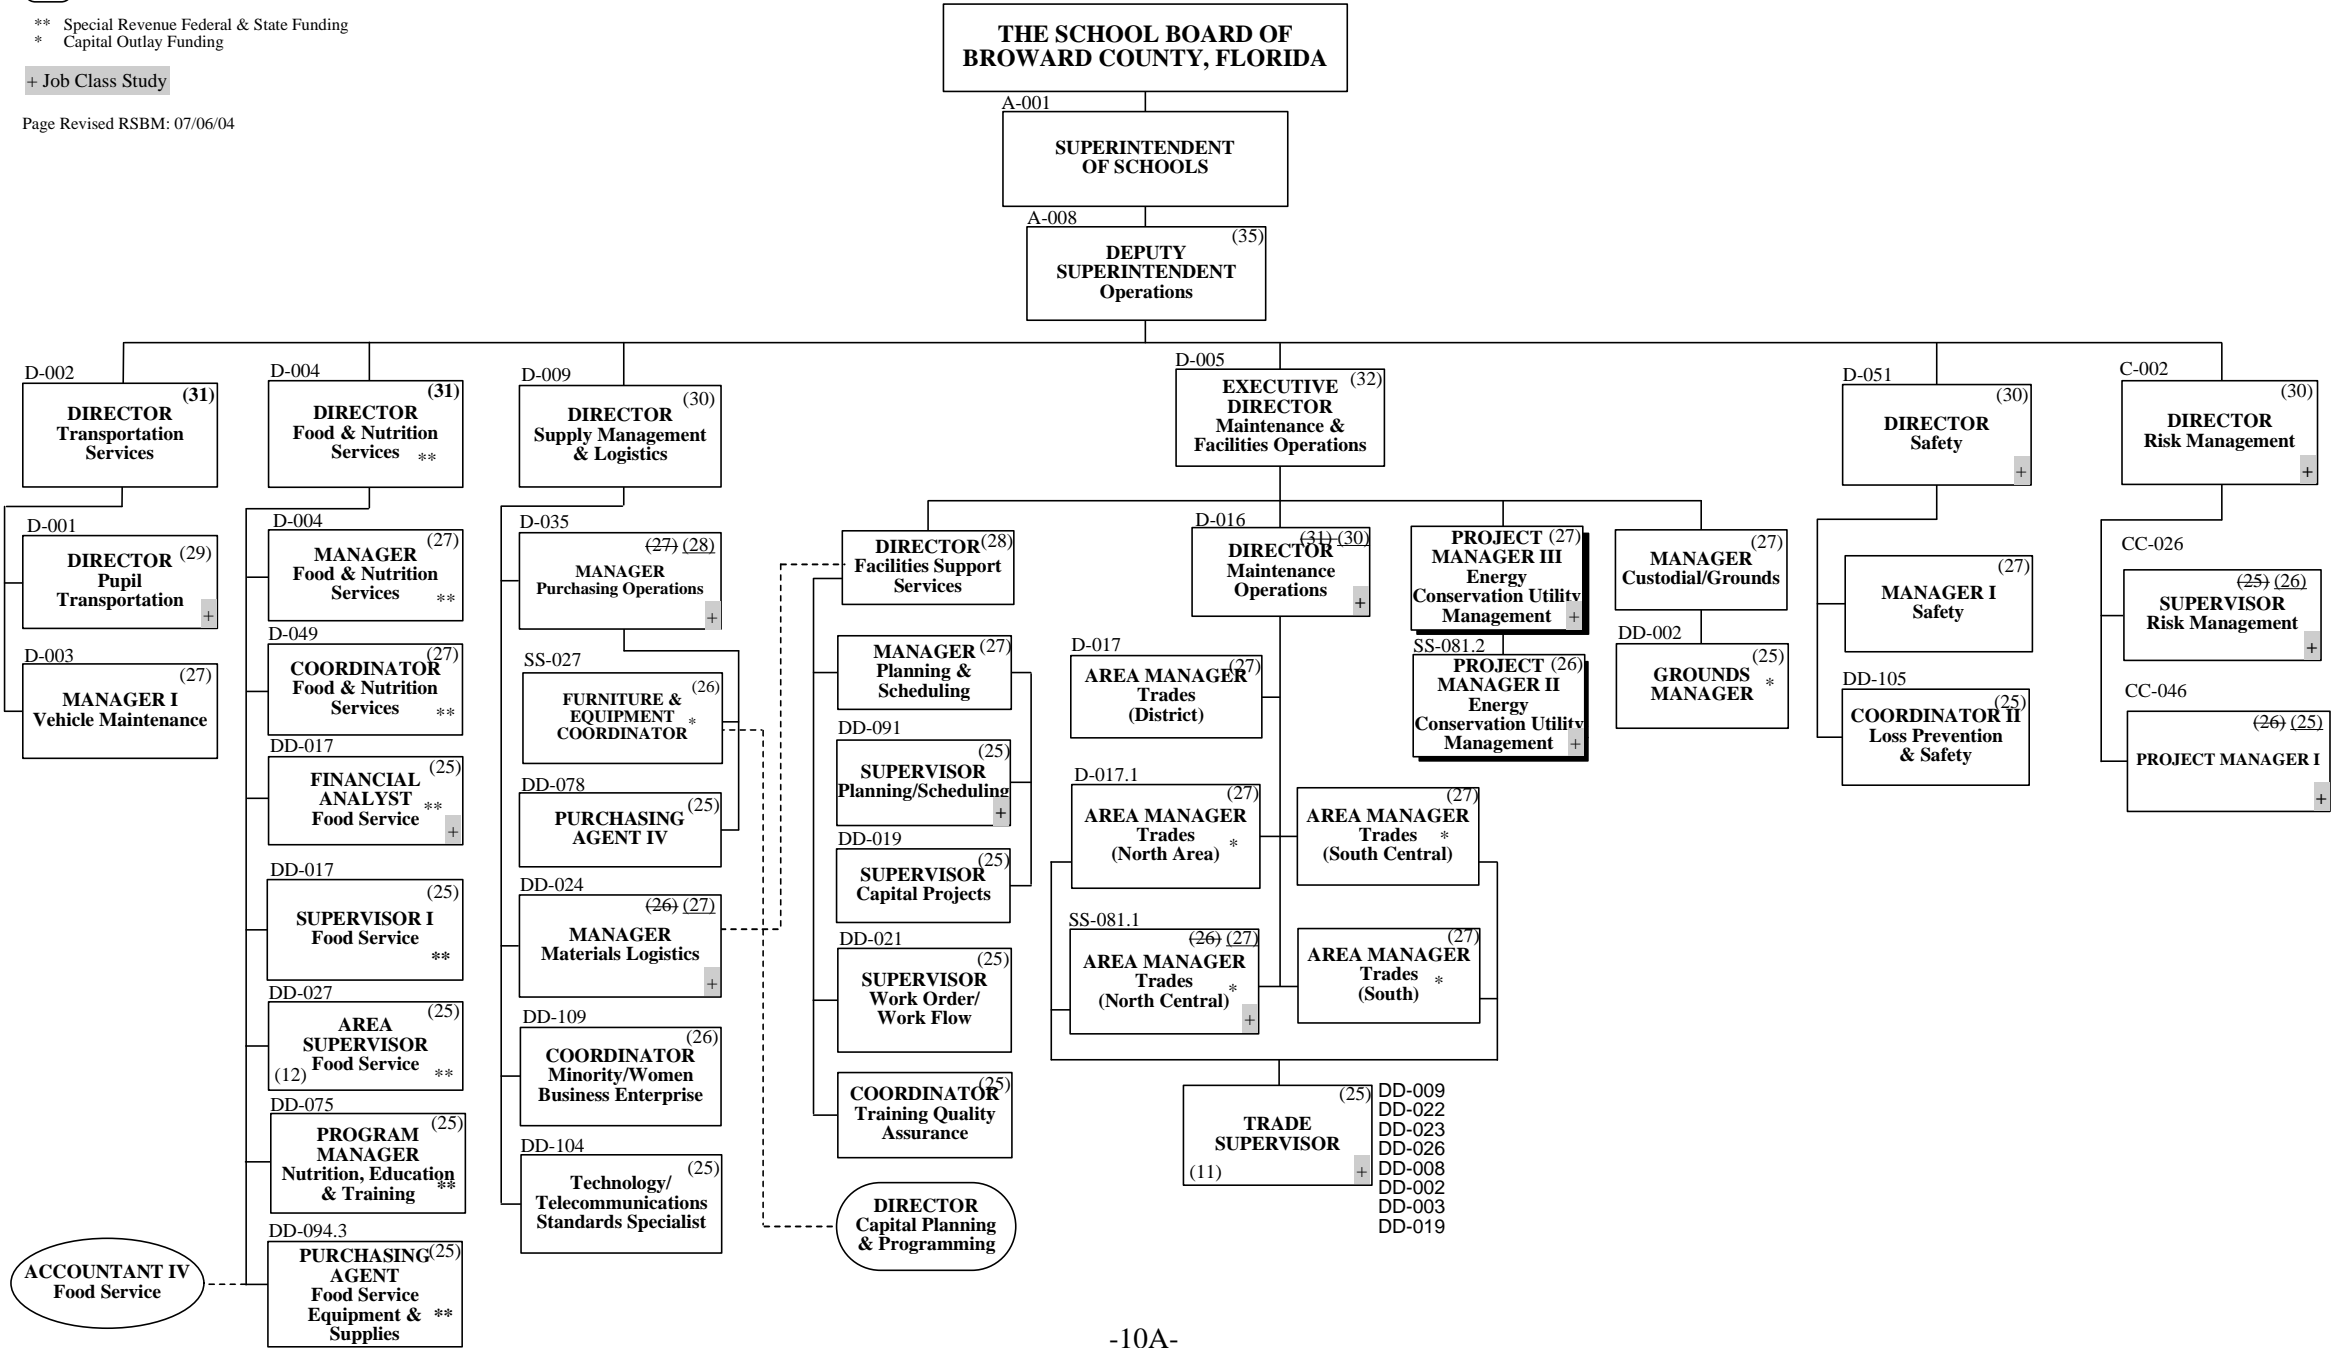 ** Special Revenue Federal & State Funding
* Capital Outlay Funding
+ Job Class Study
Page Revised RSBM: 07/06/04
THE SCHOOL BOARD OF
BROWARD COUNTY, FLORIDA
A-001
SUPERINTENDENT
OF SCHOOLS
A-008
(35)
DEPUTY
SUPERINTENDENT
Operations
D-002
(31)
DIRECTOR
Transportation
Services
D-001
DIRECTOR (29)
Pupil
Transportation
+
D-003
(27)
MANAGER I
Vehicle Maintenance
D-004
(31)
DIRECTOR
Food & Nutrition
Services **
D-004
(27)
MANAGER
Food & Nutrition
Services
**
D-049
(27)
COORDINATOR
Food & Nutrition
Services
**
DD-017
(25)
FINANCIAL
ANALYST **
Food Service
+
DD-017
(25)
SUPERVISOR I
Food Service
**
DD-027
(25)
AREA
SUPERVISOR
Food Service
(12) **
DD-075
(25)
PROGRAM
MANAGER
Nutrition, Education
& Training **
DD-094.3
PURCHASING (25)
AGENT
Food Service
Equipment & **
Supplies
ACCOUNTANT IV
Food Service
D-009
(30)
DIRECTOR
Supply Management
& Logistics
D-035
(27) (28)
MANAGER
Purchasing Operations
+
SS-027
(26)
FURNITURE &
EQUIPMENT *
COORDINATOR
DD-078
(25)
PURCHASING
AGENT IV
DD-024
(26) (27)
MANAGER
Materials Logistics
+
DD-109
(26)
COORDINATOR
Minority/Women
Business Enterprise
DD-104
(25)
Technology/
Telecommunications
Standards Specialist
D-005
EXECUTIVE (32)
DIRECTOR
Maintenance &
Facilities Operations
DIRECTOR (28)
Facilities Support
Services
MANAGER (27)
Planning &
Scheduling
DD-091
(25)
SUPERVISOR
Planning/Scheduling
+
DD-019
(25)
SUPERVISOR
Capital Projects
DD-021
(25)
SUPERVISOR
Work Order/
Work Flow
(25)
COORDINATOR
Training Quality
Assurance
DIRECTOR
Capital Planning
& Programming
D-016
(31) (30)
DIRECTOR
Maintenance
Operations
+
D-017
(27)
AREA MANAGER
Trades
(District)
D-017.1
(27)
AREA MANAGER
Trades
(North Area) *
(27)
AREA MANAGER
Trades *
(South Central)
SS-081.1
(26) (27)
AREA MANAGER
Trades
(North Central) *
+
(27)
AREA MANAGER
Trades
(South) *
(25)
TRADE
SUPERVISOR
(11) +
DD-009
DD-022
DD-023
DD-026
DD-008
DD-002
DD-003
DD-019
PROJECT (27)
MANAGER III
Energy
Conservation Utility
Management +
SS-081.2
PROJECT (26)
MANAGER II
Energy
Conservation Utility
Management +
(27)
MANAGER
Custodial/Grounds
DD-002
(25)
GROUNDS
MANAGER *
D-051
(30)
DIRECTOR
Safety
+
(27)
MANAGER I
Safety
DD-105
(25)
COORDINATOR II
Loss Prevention
& Safety
C-002
(30)
DIRECTOR
Risk Management
+
CC-026
(25) (26)
SUPERVISOR
Risk Management
+
CC-046
(26) (25)
PROJECT MANAGER I
+
-10A-